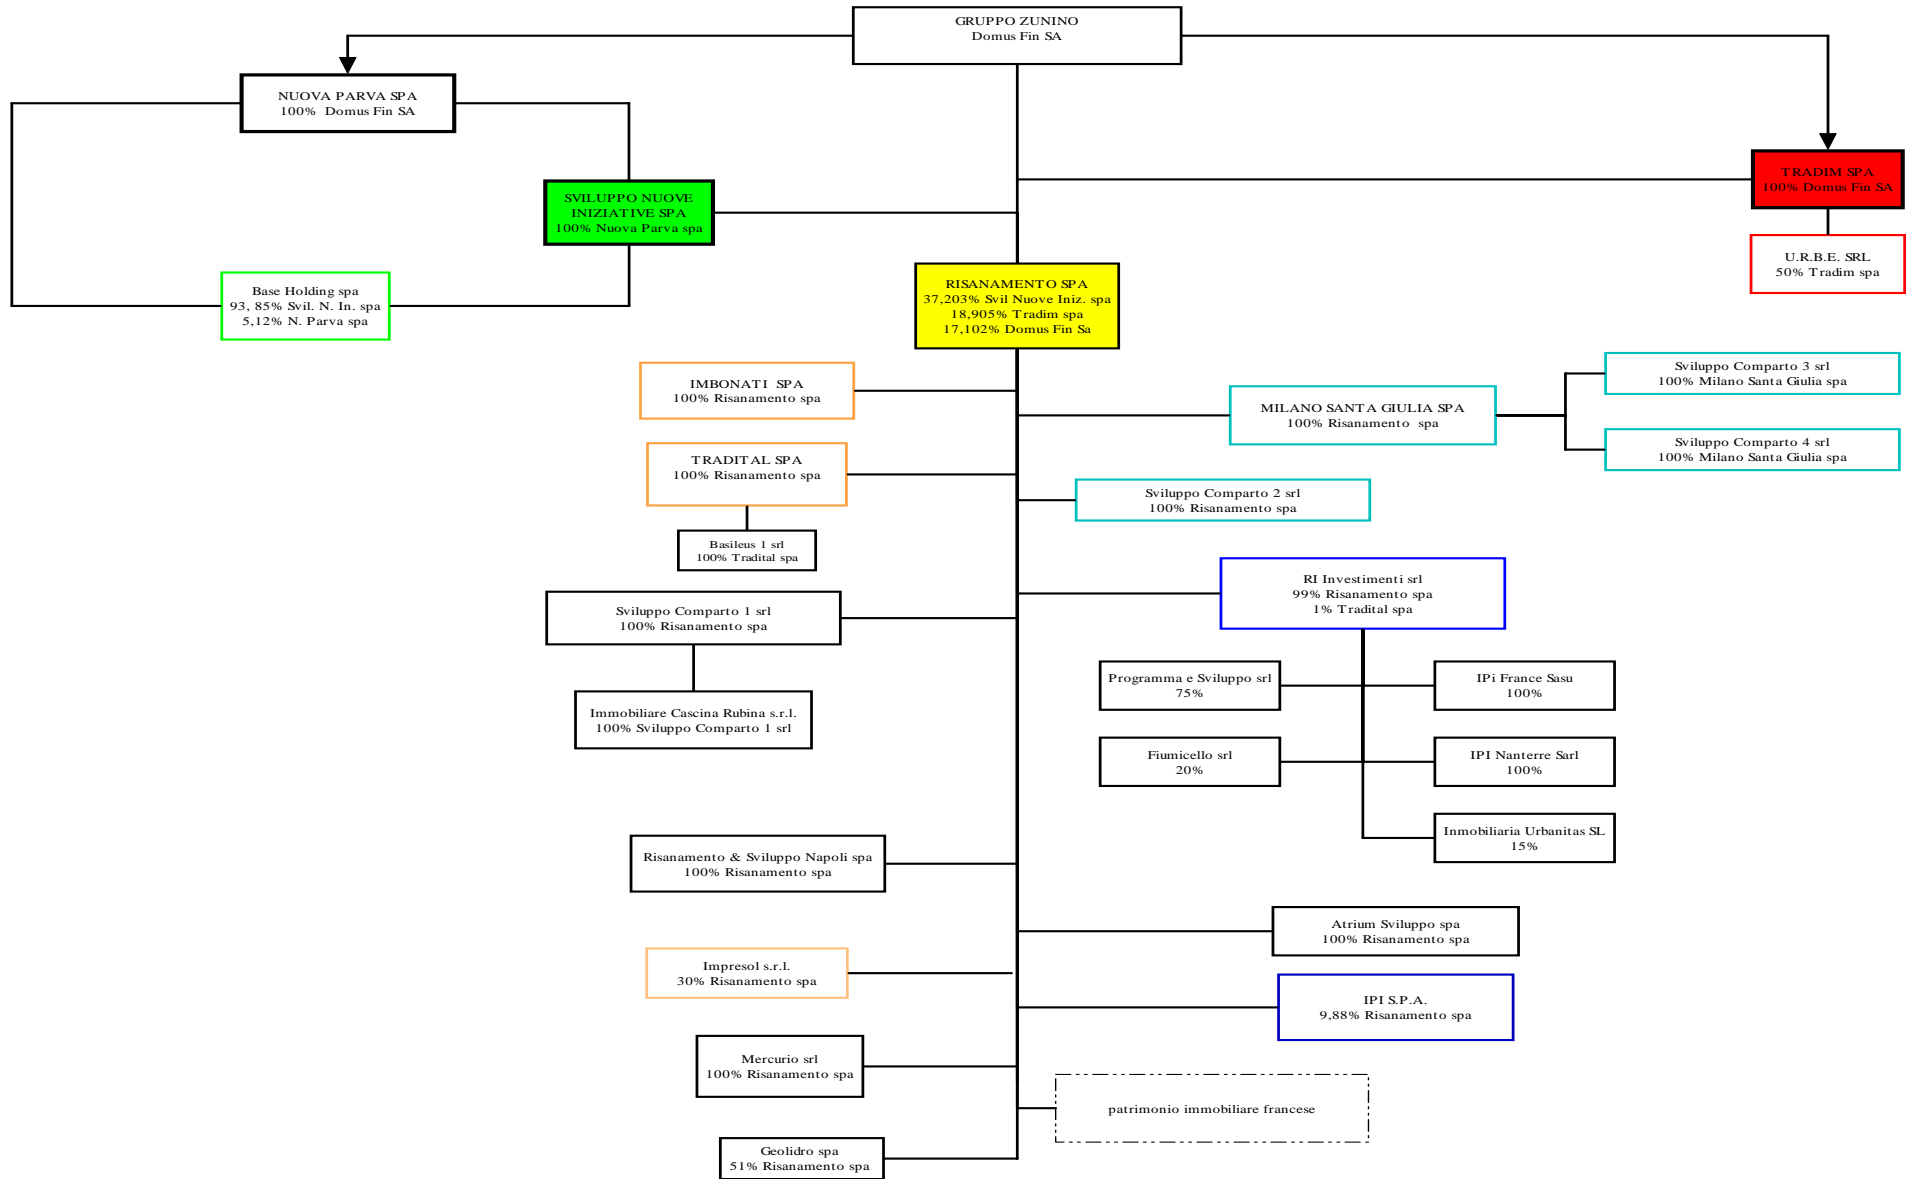 GRUPPO ZUNINO
Domus Fin SA
NUOVA PARVA SPA
100% Domus Fin SA
TRADIM SPA
100% Domus Fin SA
SVILUPPO NUOVE
INIZIATIVE SPA
100% Nuova Parva spa
U.R.B.E. SRL
50% Tradim spa
Base Holding spa
93, 85% Svil. N. In. spa
5,12% N. Parva spa
RISANAMENTO SPA
37,203% Svil Nuove Iniz. spa
18,905% Tradim spa
17,102% Domus Fin Sa
IMBONATI SPA
100% Risanamento spa
MILANO SANTA GIULIA SPA
100% Risanamento spa
Sviluppo Comparto 3 srl
100% Milano Santa Giulia spa
Sviluppo Comparto 4 srl
100% Milano Santa Giulia spa
TRADITAL SPA
100% Risanamento spa
Sviluppo Comparto 2 srl
100% Risanamento spa
Basileus 1 srl
100% Tradital spa
RI Investimenti srl
99% Risanamento spa
1% Tradital spa
Sviluppo Comparto 1 srl
100% Risanamento spa
Programma e Sviluppo srl
75%
IPi France Sasu
100%
Immobiliare Cascina Rubina s.r.l.
100% Sviluppo Comparto 1 srl
Fiumicello srl
20%
IPI Nanterre Sarl
100%
Inmobiliaria Urbanitas SL
15%
Risanamento & Sviluppo Napoli spa
100% Risanamento spa
Atrium Sviluppo spa
100% Risanamento spa
Impresol s.r.l.
30% Risanamento spa
IPI S.P.A.
9,88% Risanamento spa
Mercurio srl
100% Risanamento spa
patrimonio immobiliare francese
Geolidro spa
51% Risanamento spa